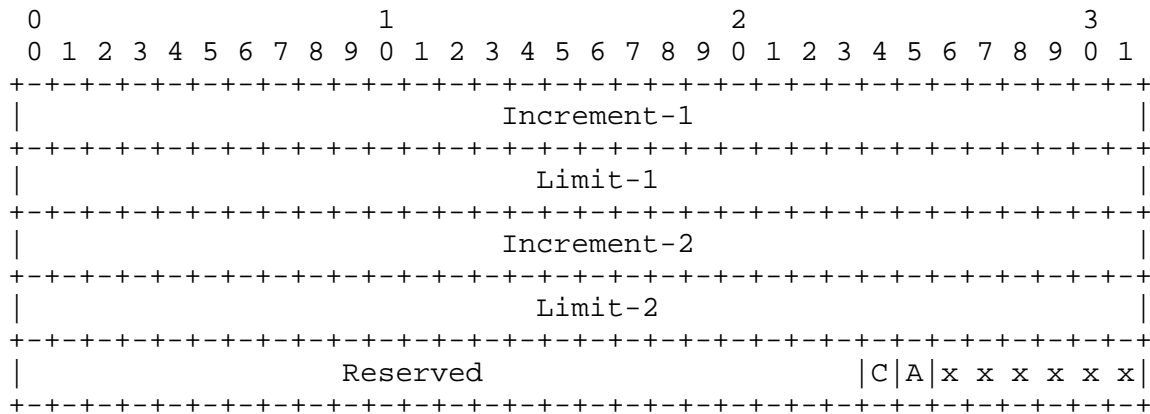 0                   1                   2                   3
 0 1 2 3 4 5 6 7 8 9 0 1 2 3 4 5 6 7 8 9 0 1 2 3 4 5 6 7 8 9 0 1
+-+-+-+-+-+-+-+-+-+-+-+-+-+-+-+-+-+-+-+-+-+-+-+-+-+-+-+-+-+-+-+-+
|                           Increment-1                         |
+-+-+-+-+-+-+-+-+-+-+-+-+-+-+-+-+-+-+-+-+-+-+-+-+-+-+-+-+-+-+-+-+
|                             Limit-1                           |
+-+-+-+-+-+-+-+-+-+-+-+-+-+-+-+-+-+-+-+-+-+-+-+-+-+-+-+-+-+-+-+-+
|                           Increment-2                         |
+-+-+-+-+-+-+-+-+-+-+-+-+-+-+-+-+-+-+-+-+-+-+-+-+-+-+-+-+-+-+-+-+
|                             Limit-2                           |
+-+-+-+-+-+-+-+-+-+-+-+-+-+-+-+-+-+-+-+-+-+-+-+-+-+-+-+-+-+-+-+-+
|                  Reserved                     |C|A|x x x x x x|
+-+-+-+-+-+-+-+-+-+-+-+-+-+-+-+-+-+-+-+-+-+-+-+-+-+-+-+-+-+-+-+-+